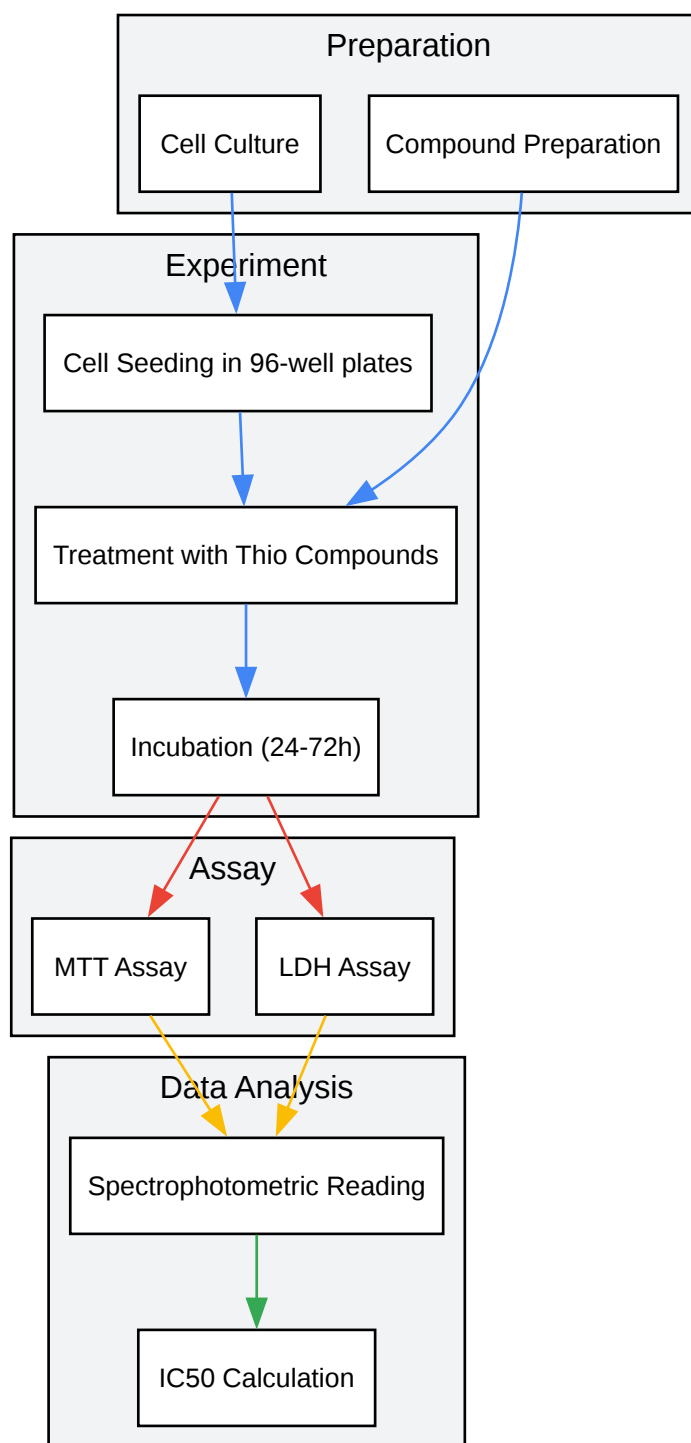 Preparation
Cell Culture
Compound Preparation
Experiment
Cell Seeding in 96-well plates
Treatment with Thio Compounds
Incubation (24-72h)
Assay
MTT Assay
LDH Assay
Data Analysis
Spectrophotometric Reading
IC50 Calculation